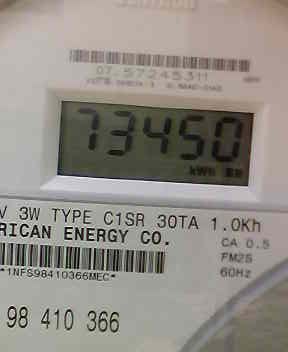 07.57245311
73450
kWh
V 3W TYPE C1SR 30TA 1.0Kh
RICAN ENERGY CO.
CA 0.5
FM2S
60Hz
*1NFS98410366MEC*
98 410 366